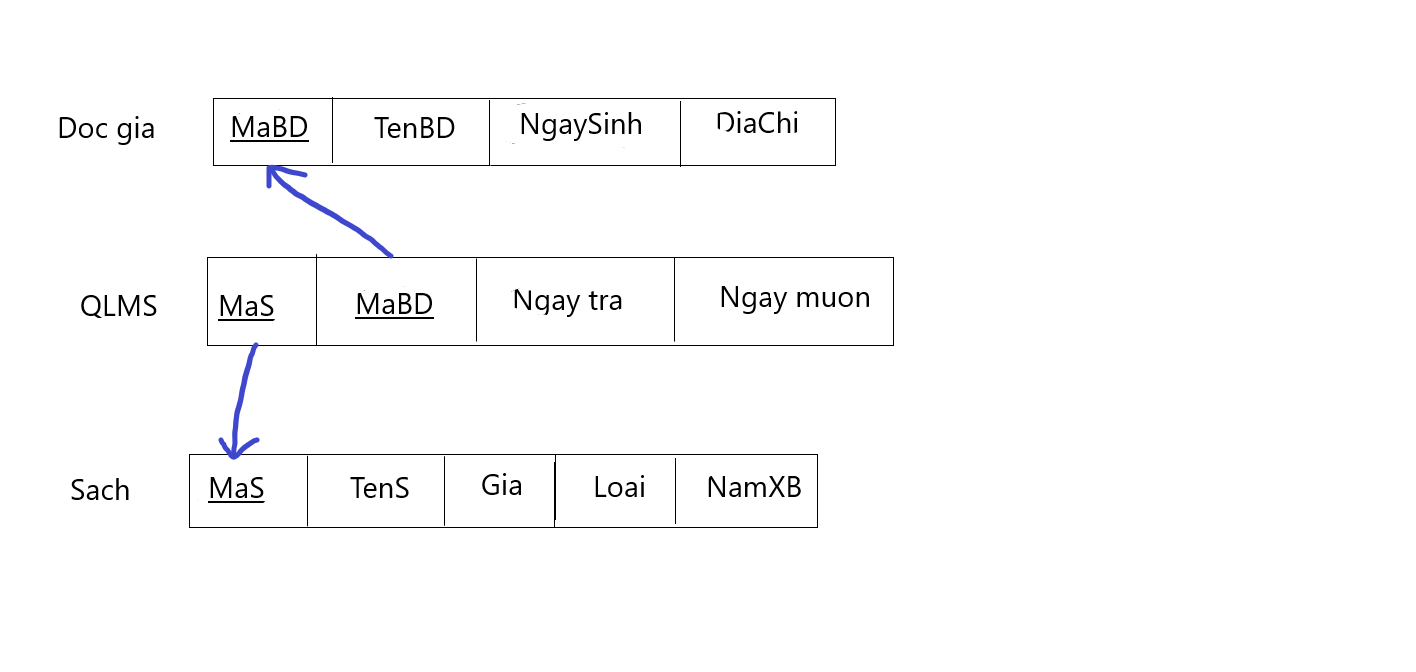 Doc gia MaBD TenBD NgaySinh DiaChi
QLMS MaS MaBD Ngay tra Ngay muon
Sach MaS TenS Gia Loai NamXB